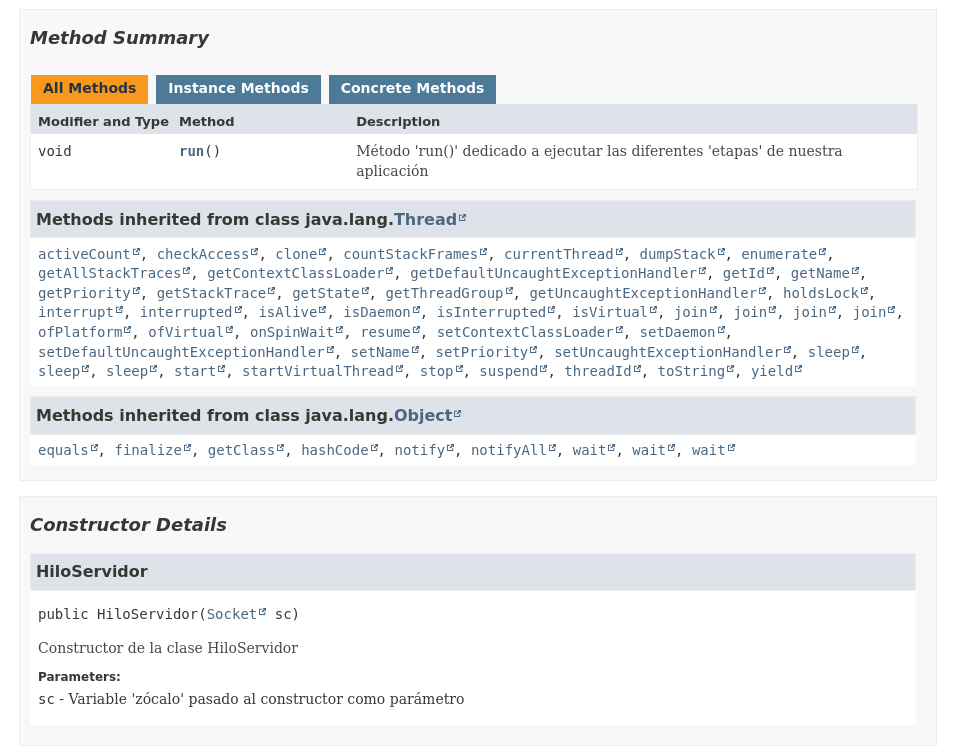 Method Summary
All Methods Instance Methods Concrete Methods
Modifier and Type Method Description
void run() Método 'run()' dedicado a ejecutar las diferentes 'etapas' de nuestra
aplicación
Methods inherited from class java.lang.Thread
activeCount, checkAccess, clone, countStackFrames, currentThread, dumpStack, enumerate,
getAllStackTraces, getContextClassLoader, getDefaultUncaughtExceptionHandler, getId, getName,
getPriority, getStackTrace, getState, getThreadGroup, getUncaughtExceptionHandler, holdsLock,
interrupt, interrupted, isAlive, isDaemon, isInterrupted, isVirtual, join, join, join, join,
ofPlatform, ofVirtual, onSpinWait, resume, setContextClassLoader, setDaemon,
setDefaultUncaughtExceptionHandler, setName, setPriority, setUncaughtExceptionHandler, sleep,
sleep, sleep, start, startVirtualThread, stop, suspend, threadId, toString, yield
Methods inherited from class java.lang.Object
equals, finalize, getClass, hashCode, notify, notifyAll, wait, wait, wait
Constructor Details
HiloServidor
public HiloServidor(Socket sc)
Constructor de la clase HiloServidor
Parameters:
sc - Variable 'zócalo' pasado al constructor como parámetro